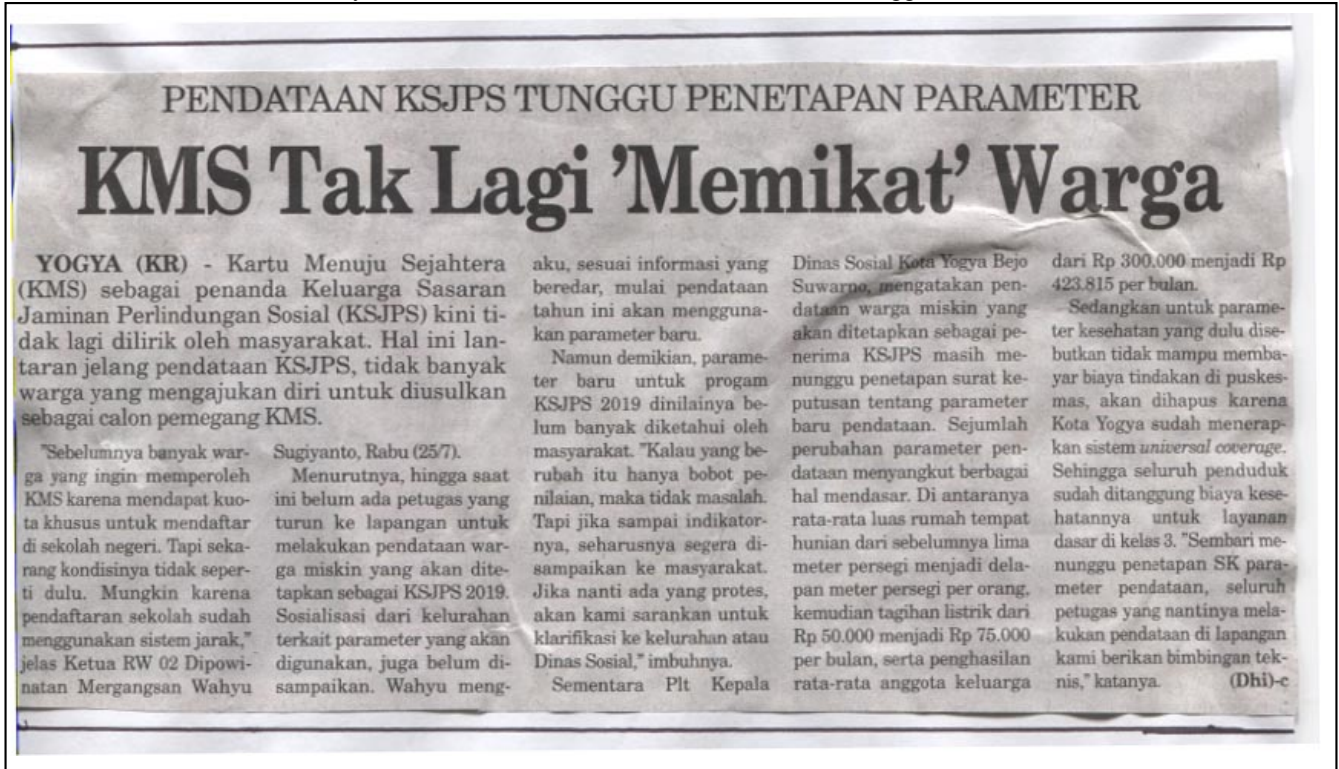 PENDATAAN KSJPS TUNGGU PENETAPAN PARAMETER
KMS Tak Lagi 'Memikat' Warga
YOGYA (KR) - Kartu Menuju Sejahtera
(KMS) sebagai penanda Keluarga Sasaran
Jaminan Perlindungan Sosial (KSJPS) kini ti-
dak lagi dilirik oleh masyarakat. Hal ini lan-
taran jelang pendataan KSJPS, tidak banyak
warga yang mengajukan diri untuk diusulkan
sebagai calon pemegang KMS.
"Sebelumnya banyak war-
ga yang ingin memperoleh
KMS karena mendapat kuo-
ta khusus untuk mendaftar
di sekolah negeri. Tapi seka-
rang kondisinya tidak seper-
ti dulu. Mungkin karena
pendaftaran sekolah sudah
menggunakan sistem jarak,"
jelas Ketua RW 02 Dipowi-
natan Mergangsan Wahyu
Sugiyanto, Rabu (25/7).
Menurutnya, hingga saat
ini belum ada petugas yang
turun ke lapangan untuk
melakukan pendataan war-
ga miskin yang akan dite-
tapkan sebagai KSJPS 2019.
Sosialisasi dari kelurahan
terkait parameter yang akan
digunakan, juga belum di-
sampaikan. Wahyu meng-
aku, sesuai informasi yang
beredar, mulai pendataan
tahun ini akan mengguna-
kan parameter baru.
Namun demikian, parame-
ter baru untuk progam
KSJPS 2019 dinilainya be-
lum banyak diketahui oleh
masyarakat. "Kalau yang be-
rubah itu hanya bobot pe-
nilaian, maka tidak masalah.
Tapi jika sampai indikator-
nya, seharusnya segera di-
sampaikan ke masyarakat.
Jika nanti ada yang protes,
akan kami sarankan untuk
klarifikasi ke kelurahan atau
Dinas Sosial," imbuhnya.
Sementara Plt Kepala
Dinas Sosial Kota Yogya Bejo
Suwarno, mengatakan pen-
dataan warga miskin yang
akan ditetapkan sebagai pe-
nerima KSJPS masih me-
nunggu penetapan surat ke-
putusan tentang parameter
baru pendataan. Sejumlah
perubahan parameter pen-
dataan menyangkut berbagai
hal mendasar. Di antaranya
rata-rata luas rumah tempat
hunian dari sebelumnya lima
meter persegi menjadi dela-
pan meter persegi per orang,
kemudian tagihan listrik dari
Rp 50.000 menjadi Rp 75.000
per bulan, serta penghasilan
rata-rata anggota keluarga
dari Rp 300.000 menjadi Rp
423.815 per bulan.
Sedangkan untuk parame-
ter kesehatan yang dulu dise-
butkan tidak mampu memba-
yar biaya tindakan di puskes-
mas, akan dihapus karena
Kota Yogya sudah menerap-
kan sistem universal coverage.
Sehingga seluruh penduduk
sudah ditanggung biaya kese-
hatannya untuk layanan
dasar di kelas 3. "Sembari me-
nunggu penetapan SK para-
meter pendataan, seluruh
petugas yang nantinya mela-
kukan pendataan di lapangan
kami berikan bimbingan tek-
nis," katanya. (Dhi)-c